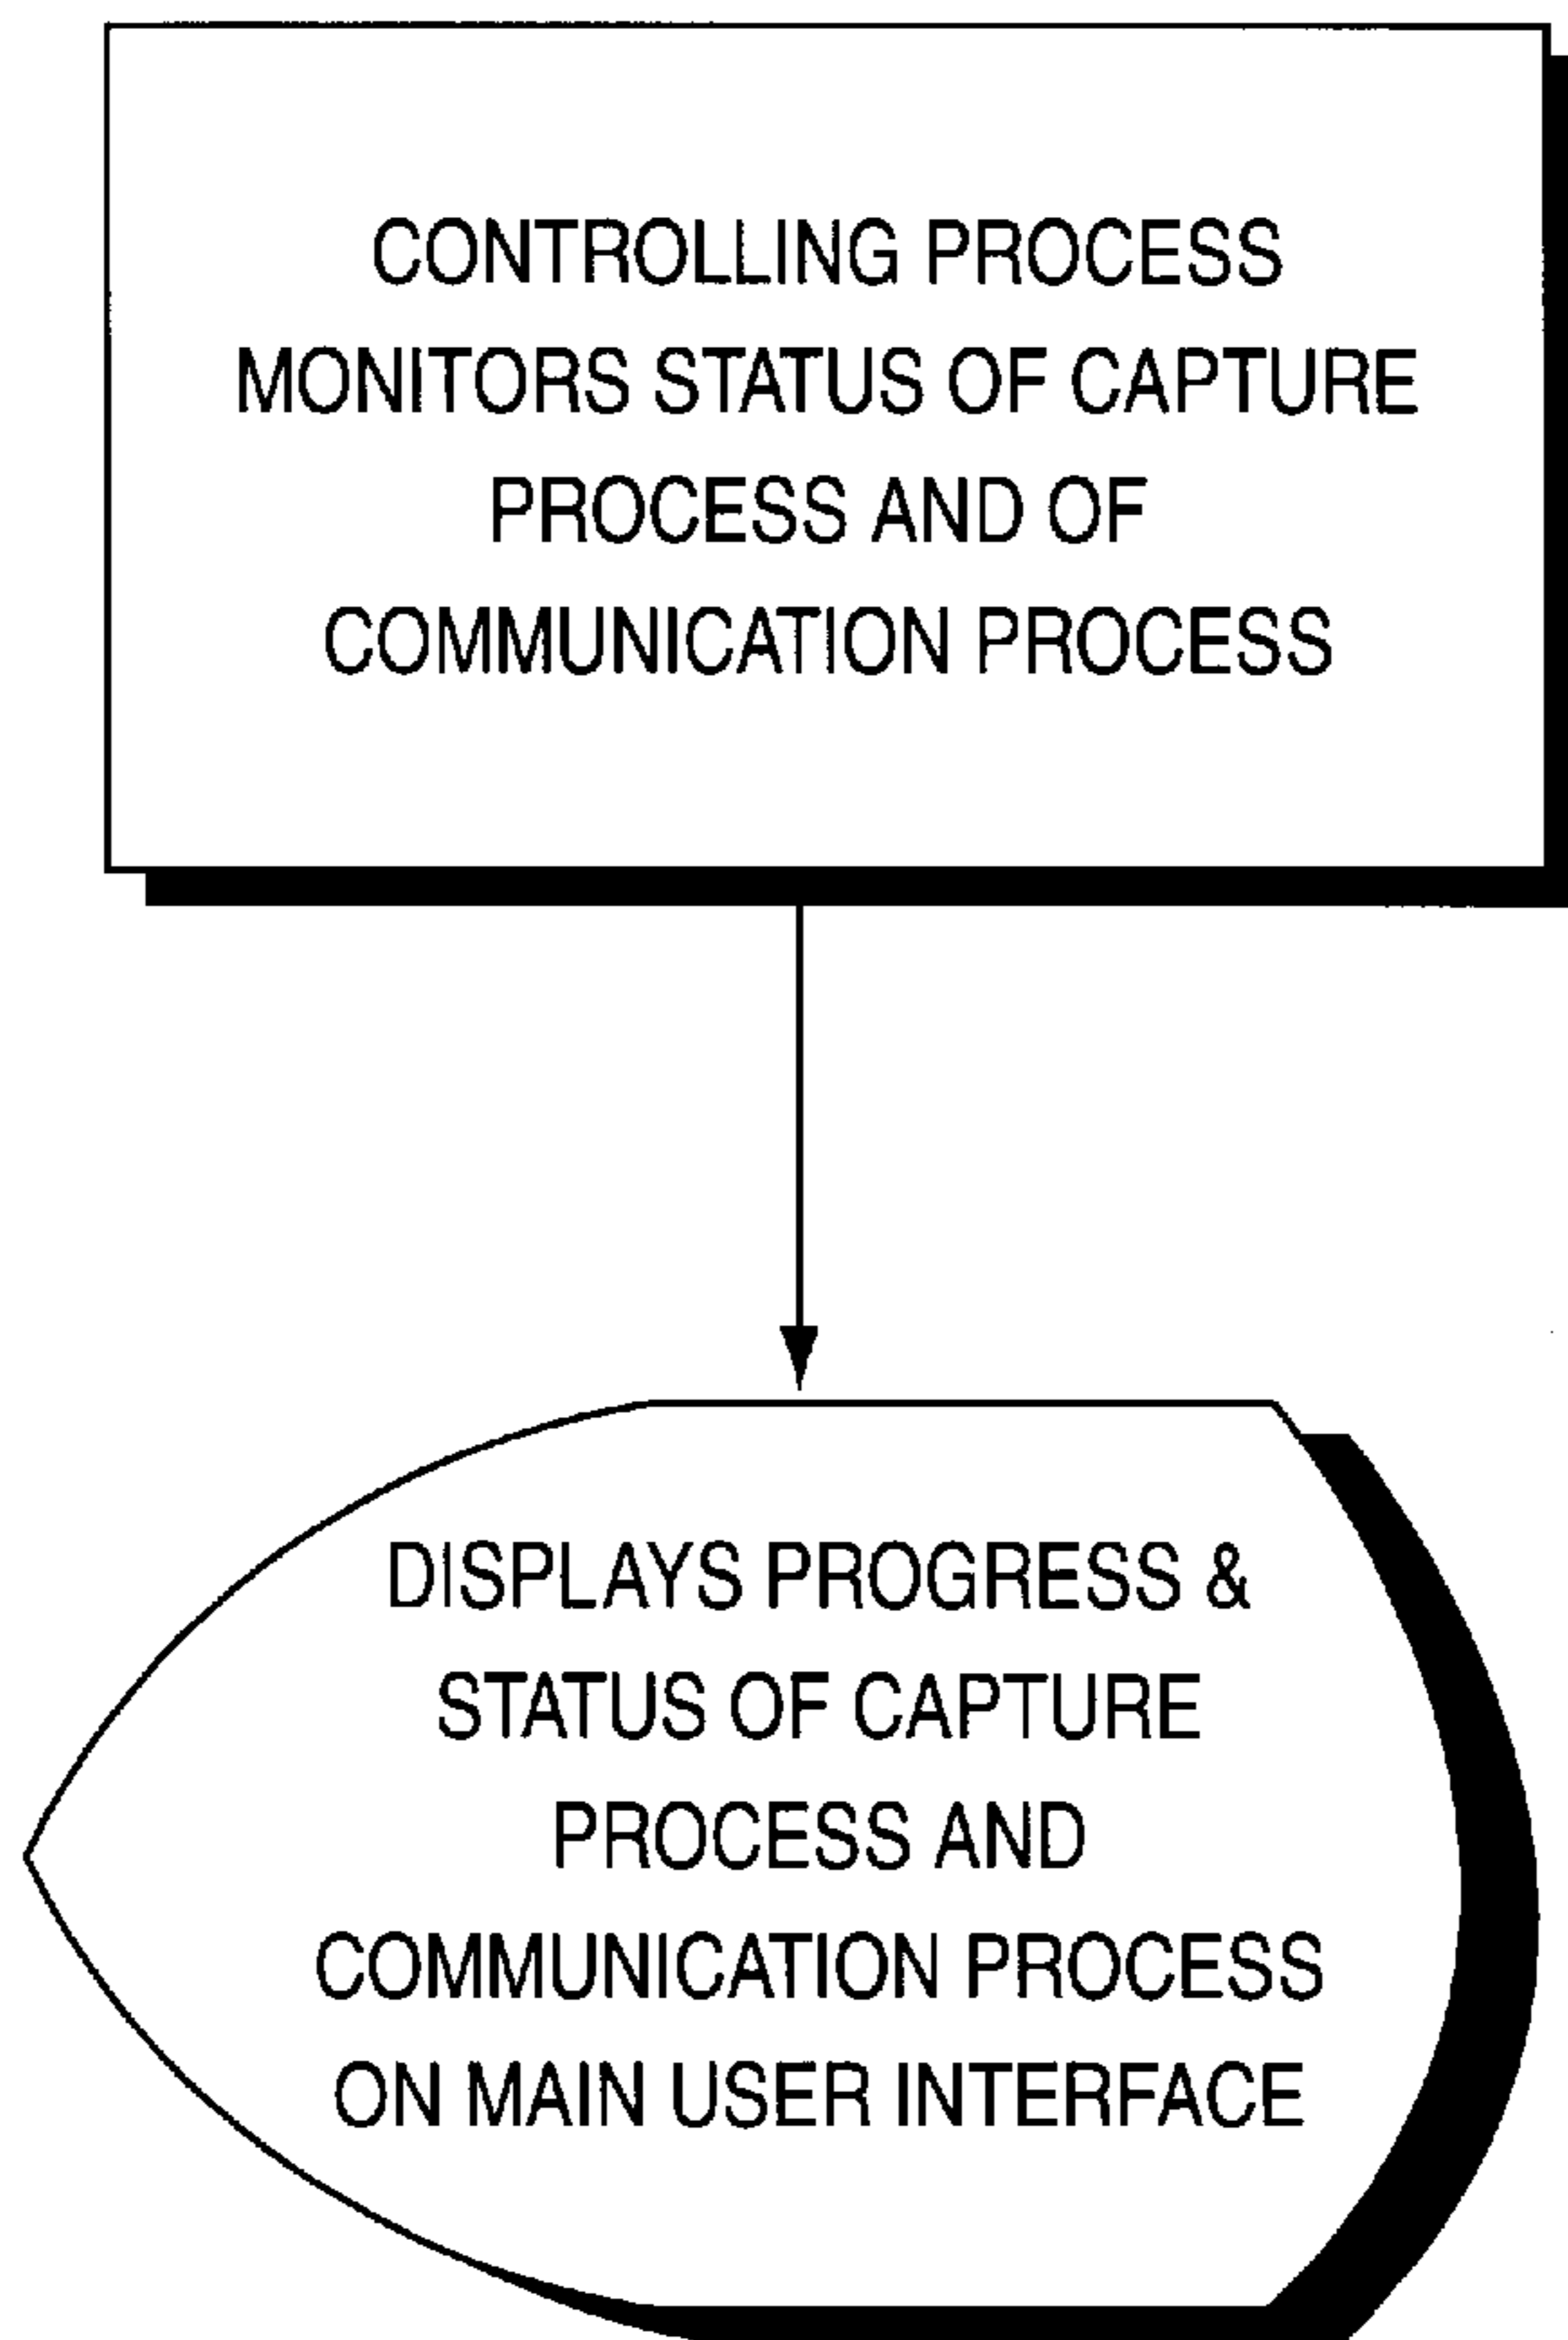 CONTROLLING PROCESS
MONITORS STATUS OF CAPTURE
PROCESS AND OF
COMMUNICATION PROCESS
DISPLAYS PROGRESS &
STATUS OF CAPTURE
PROCESS AND
COMMUNICATION PROCESS
ON MAIN USER INTERFACE